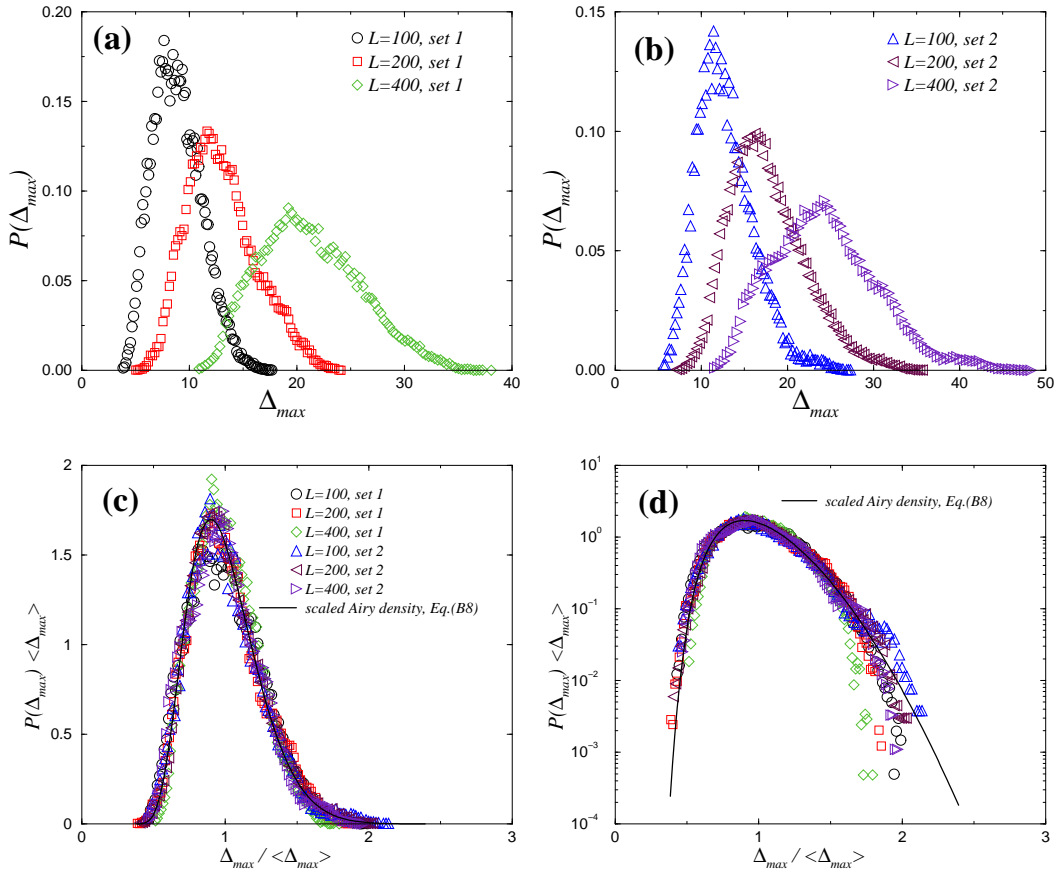 (a)
L=100, set 1
L=200, set 1
L=400, set 1
P(Δmax)
0.20
0.15
0.10
0.05
0.00
0 10 20 30 40
Δmax
(b)
L=100, set 2
L=200, set 2
L=400, set 2
P(Δmax)
0.15
0.10
0.05
0.00
0 10 20 30 40 50
Δmax
(c)
L=100, set 1
L=200, set 1
L=400, set 1
L=100, set 2
L=200, set 2
L=400, set 2
scaled Airy density, Eq.(B8)
P(Δmax) <Δmax>
2
1.5
1
0.5
0
0 1 2 3
Δmax / <Δmax>
(d)
scaled Airy density, Eq.(B8)
P(Δmax) <Δmax>
10^1
10^0
10^-1
10^-2
10^-3
10^-4
0 1 2 3
Δmax / <Δmax>